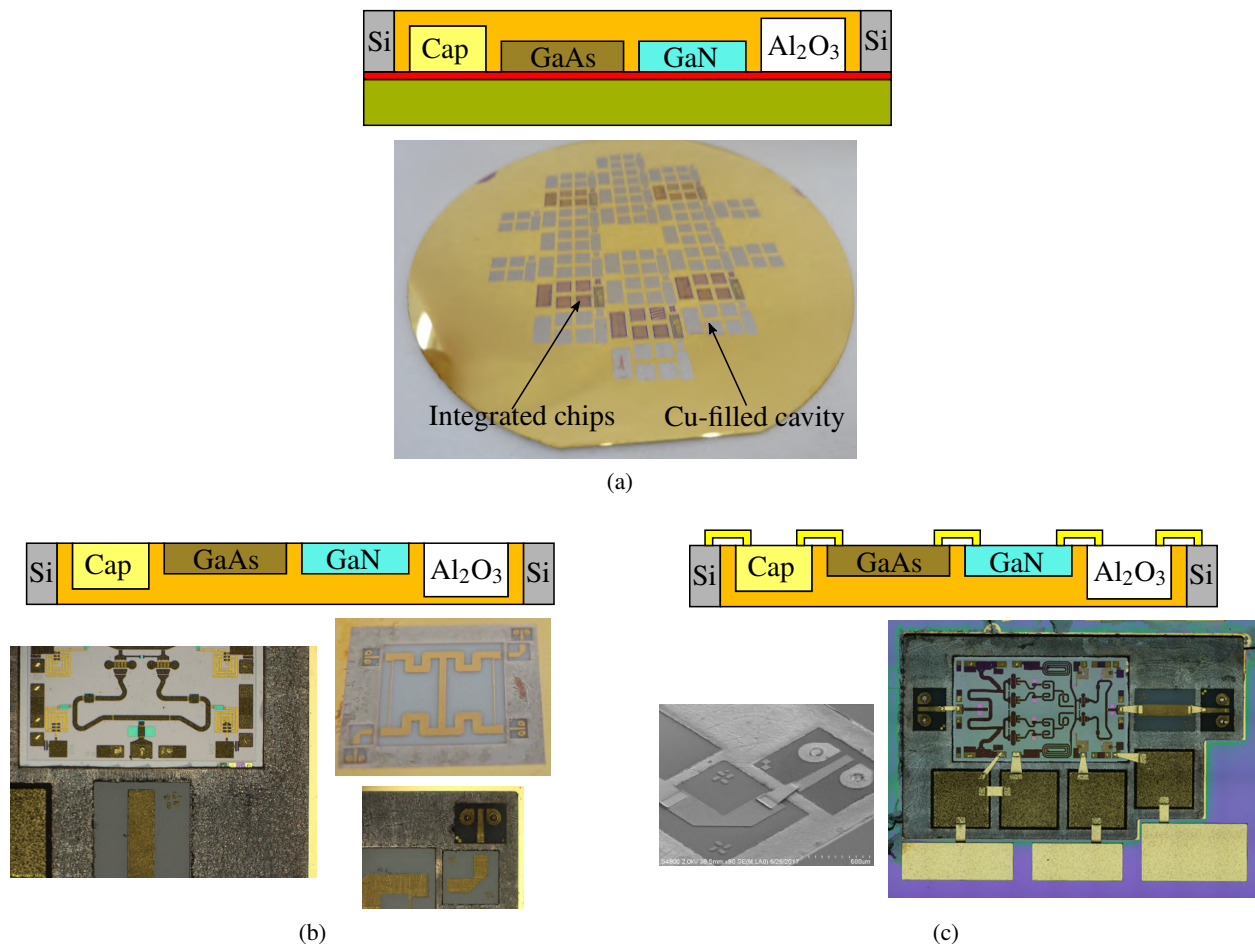 Si Cap GaAs GaN Al₂O₃ Si
Integrated chips Cu-filled cavity
(a)
Si Cap GaAs GaN Al₂O₃ Si
Si Cap GaAs GaN Al₂O₃ Si
600um
(b) (c)